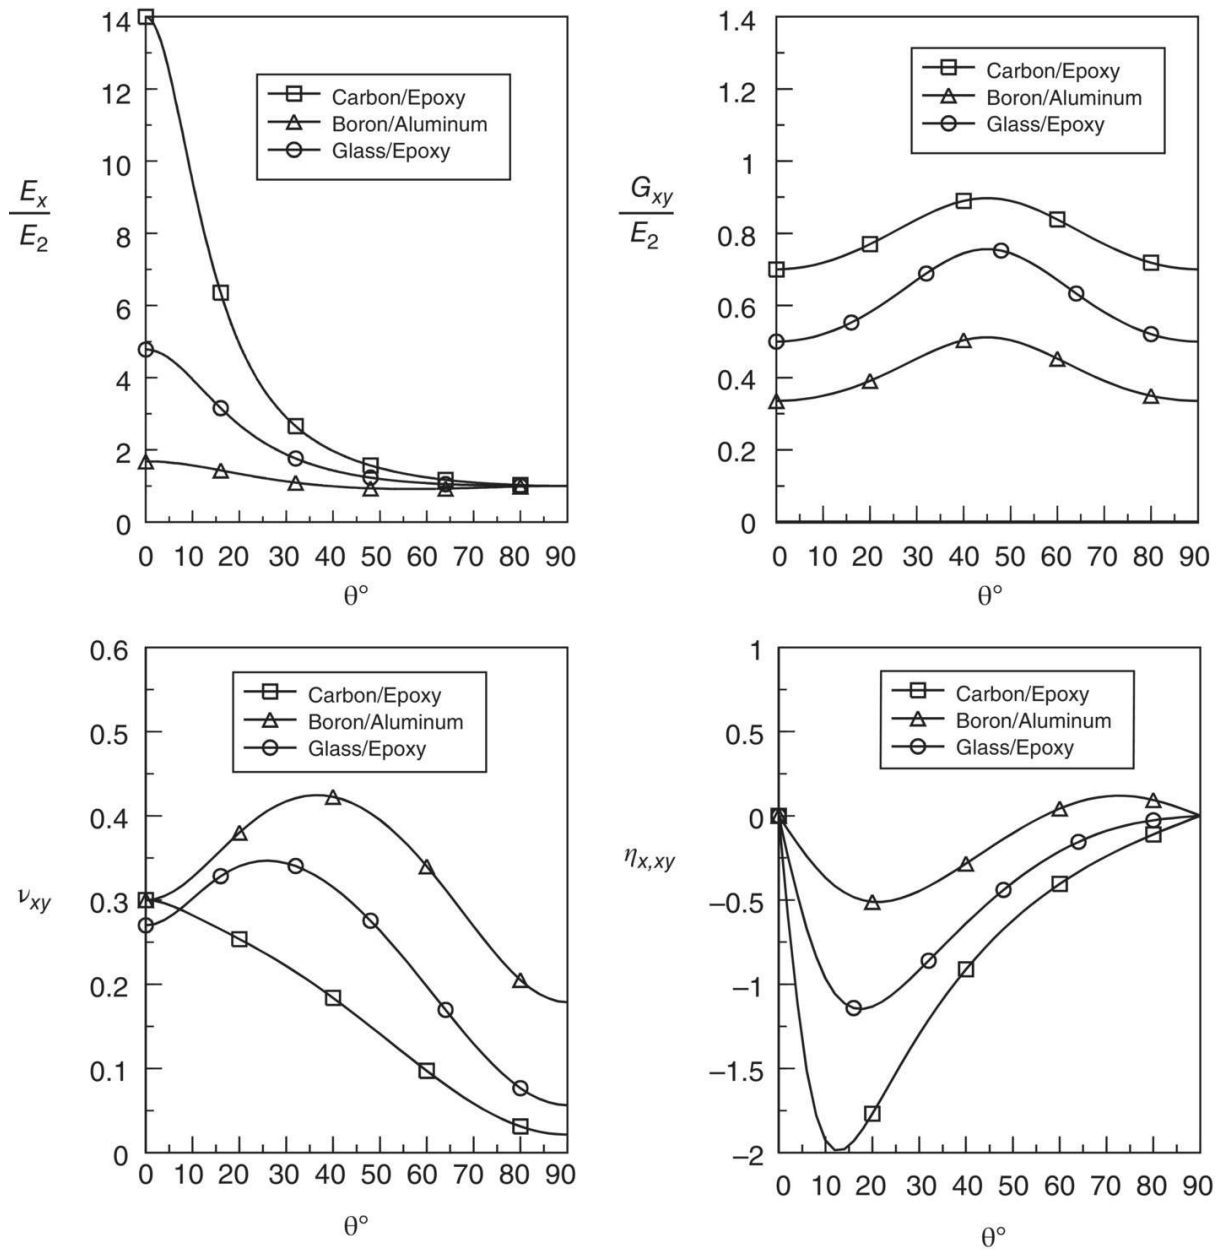 14
12
10
8
6
4
2
0
E_x
E_2
Carbon/Epoxy
Boron/Aluminum
Glass/Epoxy
0 10 20 30 40 50 60 70 80 90
θ°
1.4
1.2
1
0.8
0.6
0.4
0.2
0
G_xy
E_2
Carbon/Epoxy
Boron/Aluminum
Glass/Epoxy
0 10 20 30 40 50 60 70 80 90
θ°
0.6
0.5
0.4
0.3
0.2
0.1
0
ν_xy
Carbon/Epoxy
Boron/Aluminum
Glass/Epoxy
0 10 20 30 40 50 60 70 80 90
θ°
1
0.5
0
−0.5
−1
−1.5
−2
η_x,xy
Carbon/Epoxy
Boron/Aluminum
Glass/Epoxy
0 10 20 30 40 50 60 70 80 90
θ°